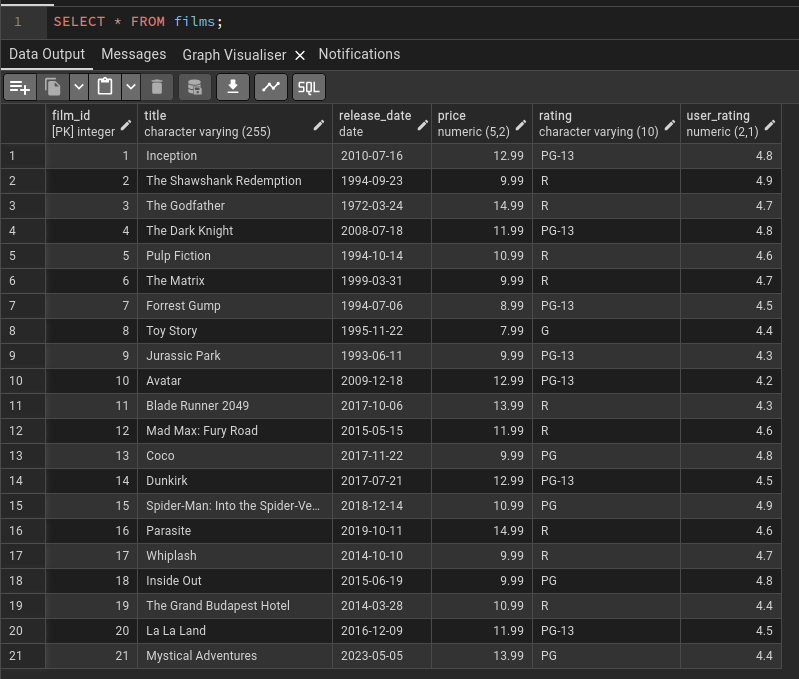 1 SELECT * FROM films;
Data Output Messages Graph Visualiser × Notifications
SQL
film_id title release_date price rating user_rating
[PK] integer character varying (255) date numeric (5,2) character varying (10) numeric (2,1)
1 1 Inception 2010-07-16 12.99 PG-13 4.8
2 2 The Shawshank Redemption 1994-09-23 9.99 R 4.9
3 3 The Godfather 1972-03-24 14.99 R 4.7
4 4 The Dark Knight 2008-07-18 11.99 PG-13 4.8
5 5 Pulp Fiction 1994-10-14 10.99 R 4.6
6 6 The Matrix 1999-03-31 9.99 R 4.7
7 7 Forrest Gump 1994-07-06 8.99 PG-13 4.5
8 8 Toy Story 1995-11-22 7.99 G 4.4
9 9 Jurassic Park 1993-06-11 9.99 PG-13 4.3
10 10 Avatar 2009-12-18 12.99 PG-13 4.2
11 11 Blade Runner 2049 2017-10-06 13.99 R 4.3
12 12 Mad Max: Fury Road 2015-05-15 11.99 R 4.6
13 13 Coco 2017-11-22 9.99 PG 4.8
14 14 Dunkirk 2017-07-21 12.99 PG-13 4.5
15 15 Spider-Man: Into the Spider-Ve... 2018-12-14 10.99 PG 4.9
16 16 Parasite 2019-10-11 14.99 R 4.6
17 17 Whiplash 2014-10-10 9.99 R 4.7
18 18 Inside Out 2015-06-19 9.99 PG 4.8
19 19 The Grand Budapest Hotel 2014-03-28 10.99 R 4.4
20 20 La La Land 2016-12-09 11.99 PG-13 4.5
21 21 Mystical Adventures 2023-05-05 13.99 PG 4.4